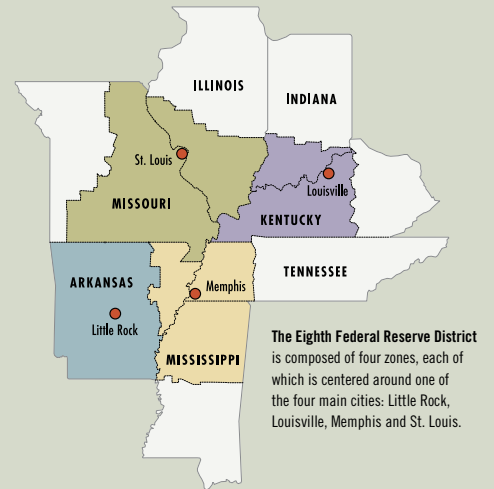 ILLINOIS
INDIANA
St. Louis
Louisville
MISSOURI
KENTUCKY
TENNESSEE
ARKANSAS
Memphis
Little Rock
MISSISSIPPI
The Eighth Federal Reserve District
is composed of four zones, each of
which is centered around one of
the four main cities: Little Rock,
Louisville, Memphis and St. Louis.